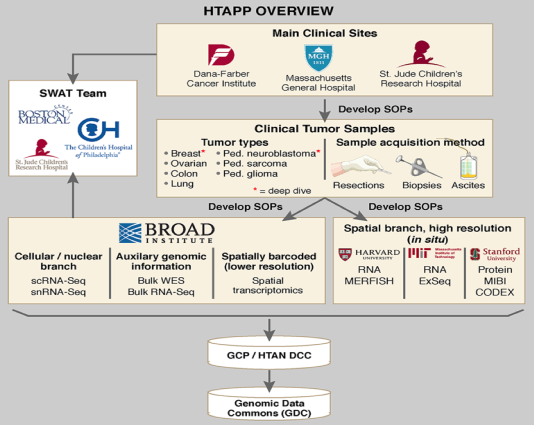 HTAPP OVERVIEW
Main Clinical Sites
Dana-Farber
Cancer Institute
MGH
1811
Massachusetts
General Hospital
St. Jude Children's
Research Hospital
SWAT Team
BOSTON
MEDICAL
The Children's Hospital
of Philadelphia®
St. Jude Children's
Research Hospital
Develop SOPs
Clinical Tumor Samples
Tumor types
• Breast*
• Ovarian
• Colon
• Lung
• Ped. neuroblastoma*
• Ped. sarcoma
• Ped. glioma
* = deep dive
Sample acquisition method
Resections
Biopsies
Ascites
Develop SOPs
Develop SOPs
BROAD
INSTITUTE
Cellular / nuclear
branch
scRNA-Seq
snRNA-Seq
Auxilary genomic
information
Bulk WES
Bulk RNA-Seq
Spatially barcoded
(lower resolution)
Spatial
transcriptomics
Spatial branch, high resolution
(in situ)
HARVARD
UNIVERSITY
RNA
MERFISH
Massachusetts
Institute of
Technology
RNA
ExSeq
Stanford
University
Protein
MIBI
CODEX
GCP / HTAN DCC
Genomic Data
Commons (GDC)